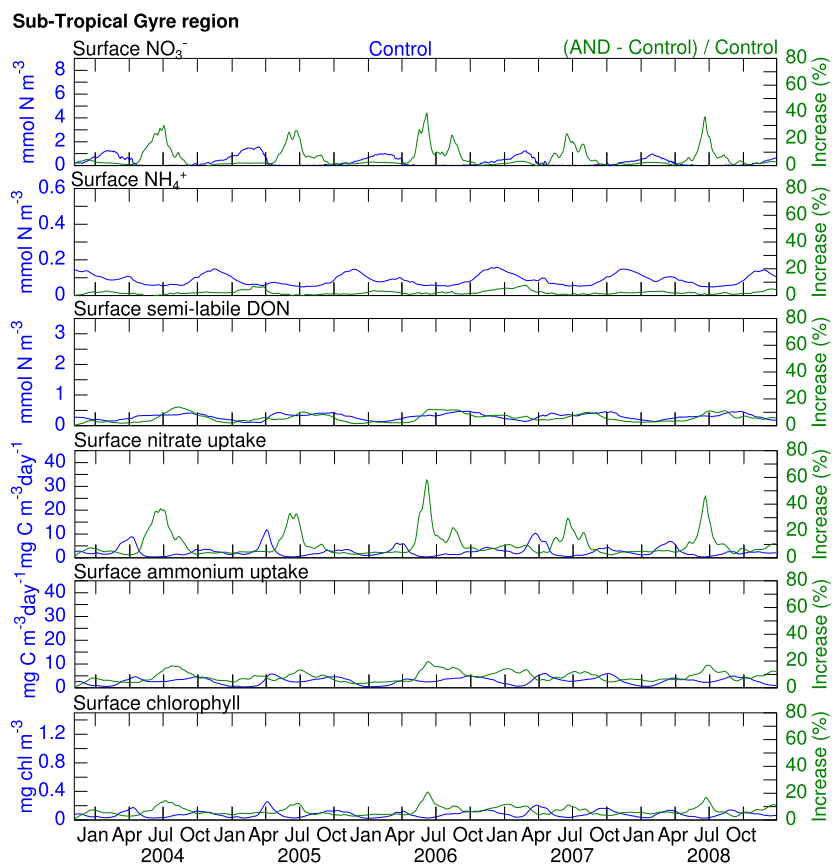 Sub-Tropical Gyre region
Surface NO₃⁻ Control (AND - Control) / Control
8 80
6 60
4 40
2 20
0 0
mmol N m⁻³ Increase (%)
Surface NH₄⁺
0.6 80
60
0.4 40
0.2 20
0 0
mmol N m⁻³ Increase (%)
Surface semi-labile DON
3 80
2 60
1 40
0 20
0
mmol N m⁻³ Increase (%)
Surface nitrate uptake
40 80
30 60
20 40
10 20
0 0
mg C m⁻³day⁻¹ Increase (%)
Surface ammonium uptake
40 80
30 60
20 40
10 20
0 0
mg C m⁻³day⁻¹ Increase (%)
Surface chlorophyll
1.2 80
0.8 60
0.4 40
0 20
0
mg chl m⁻³ Increase (%)
Jan Apr Jul Oct Jan Apr Jul Oct Jan Apr Jul Oct Jan Apr Jul Oct Jan Apr Jul Oct
2004 2005 2006 2007 2008